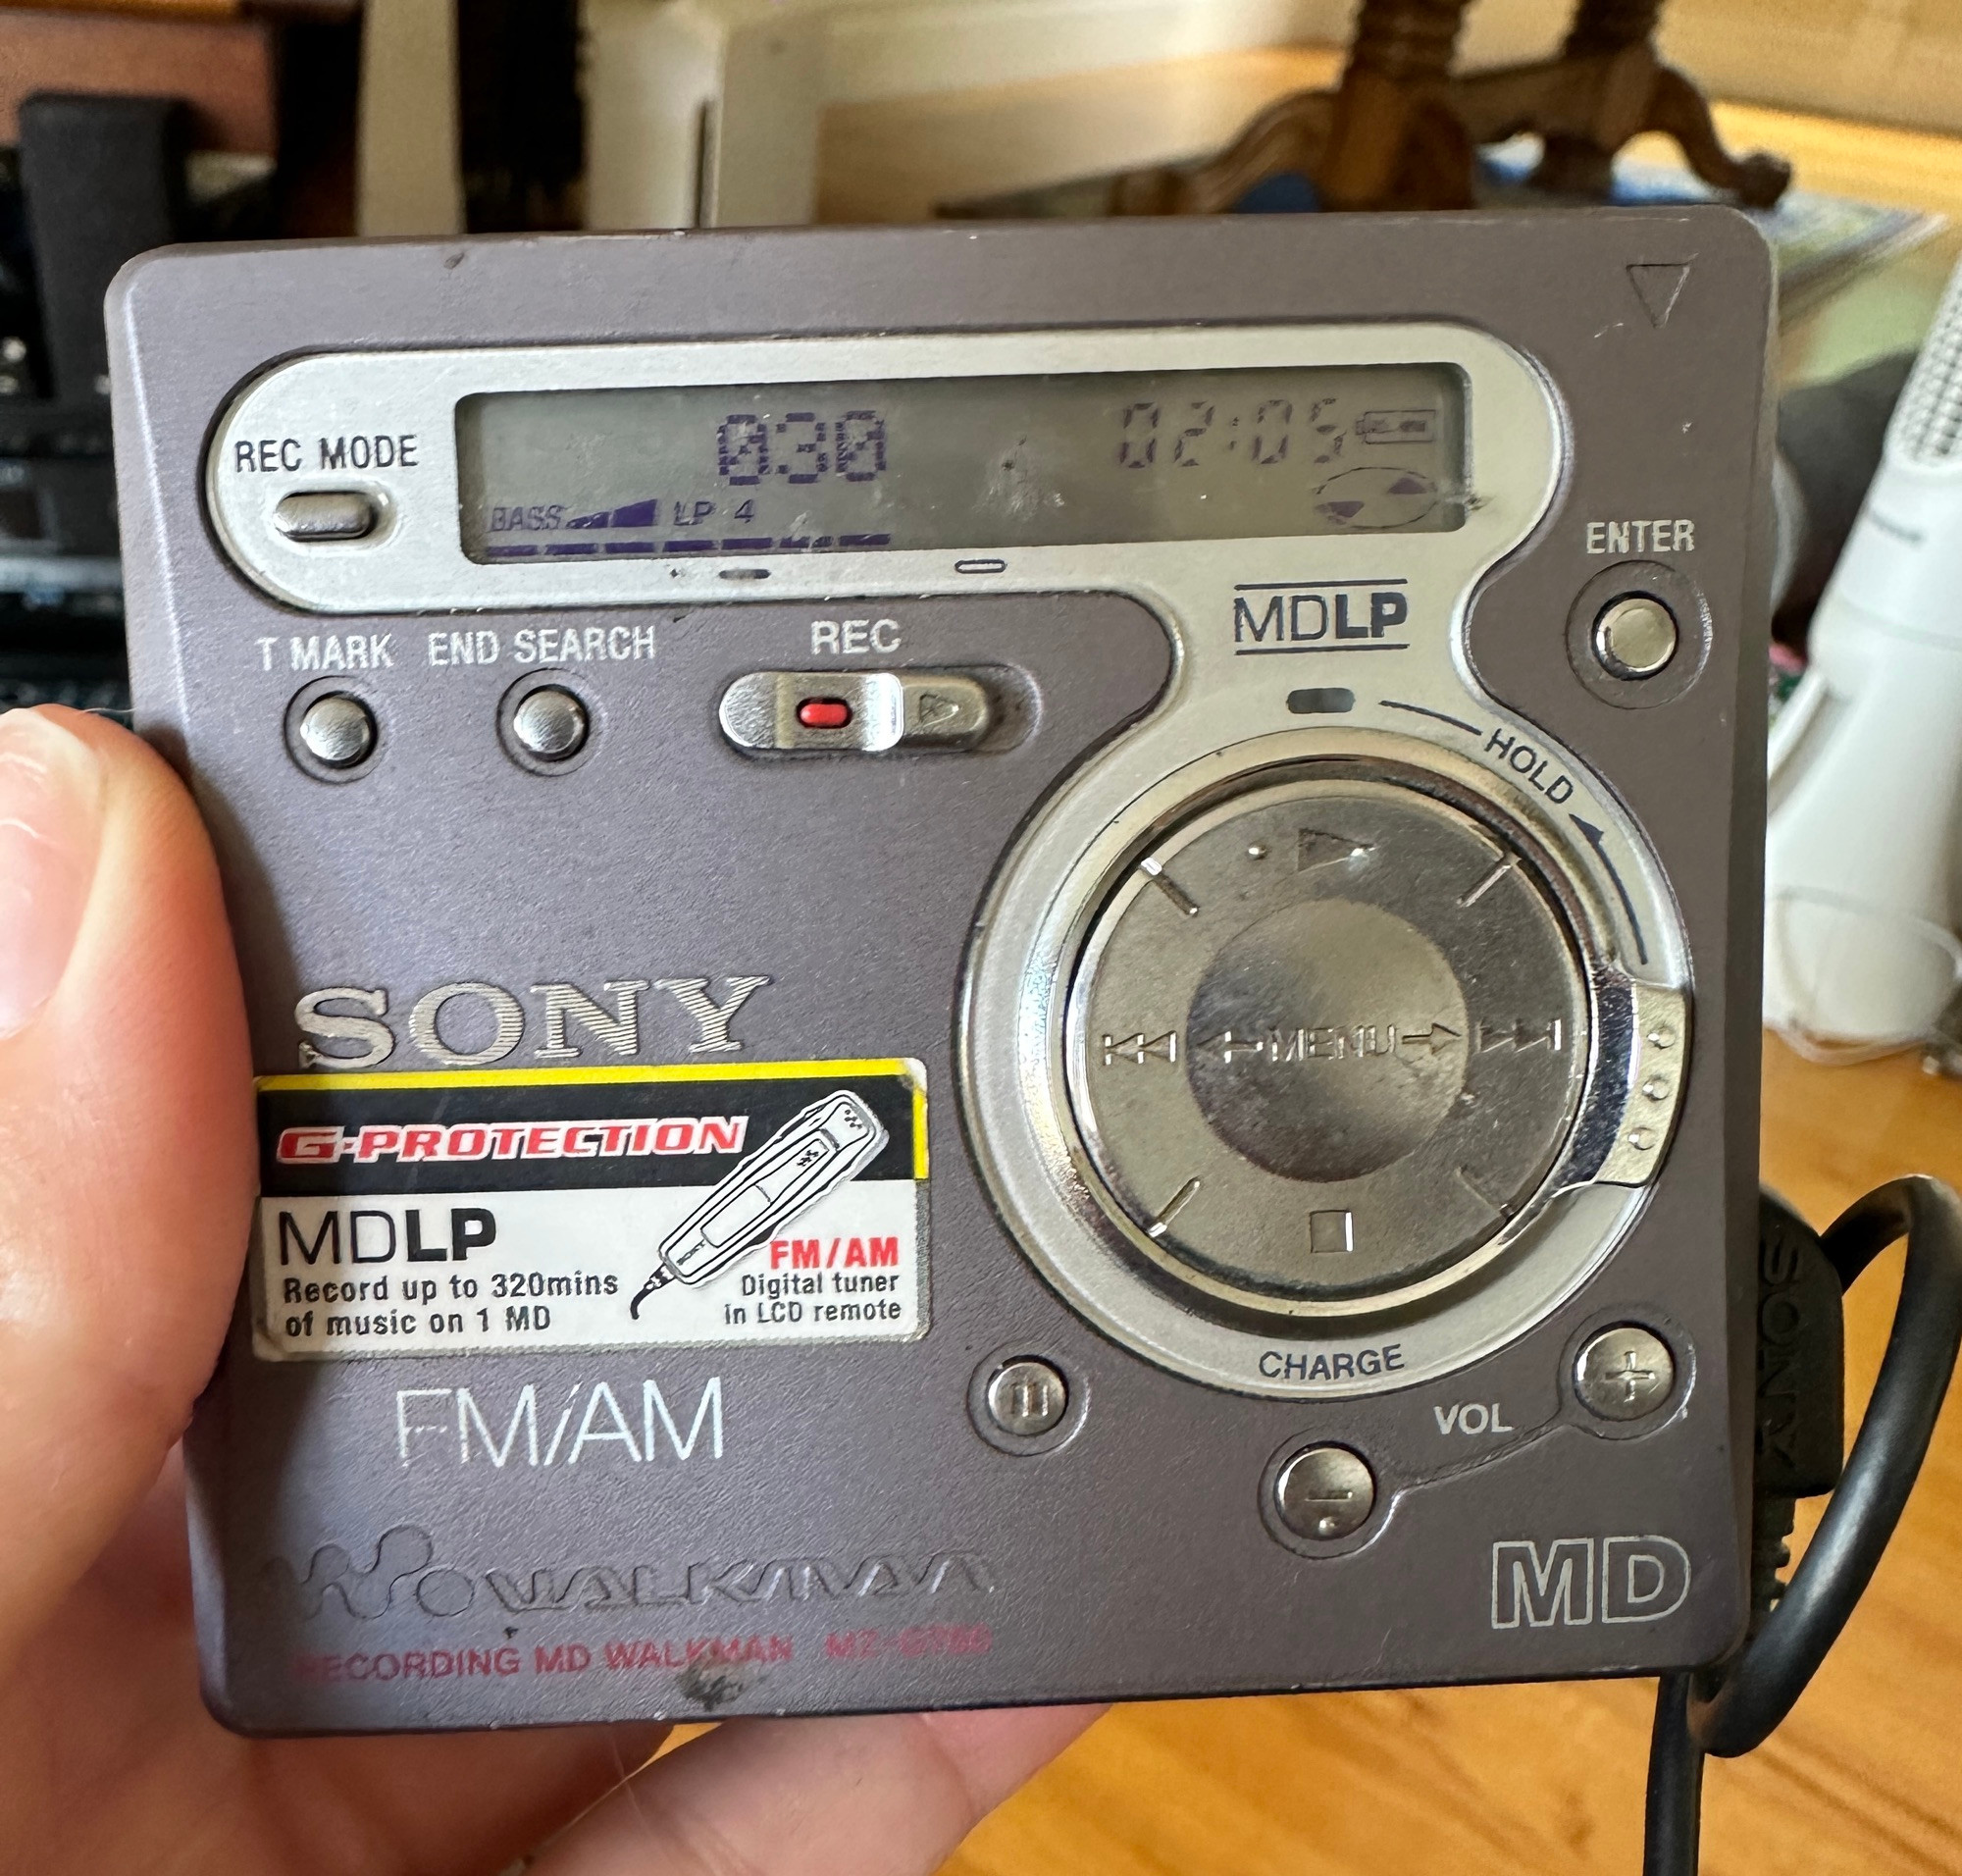 REC MODE
030 02:05
BASS LP 4
MDLP
ENTER
T MARK END SEARCH REC
HOLD
SONY
MENU
G-PROTECTION
MDLP
Record up to 320mins
of music on 1 MD
FM/AM
Digital tuner
in LCD remote
FM/AM
CHARGE
VOL
SONY
WALKMAN
MD
RECORDING MD WALKMAN